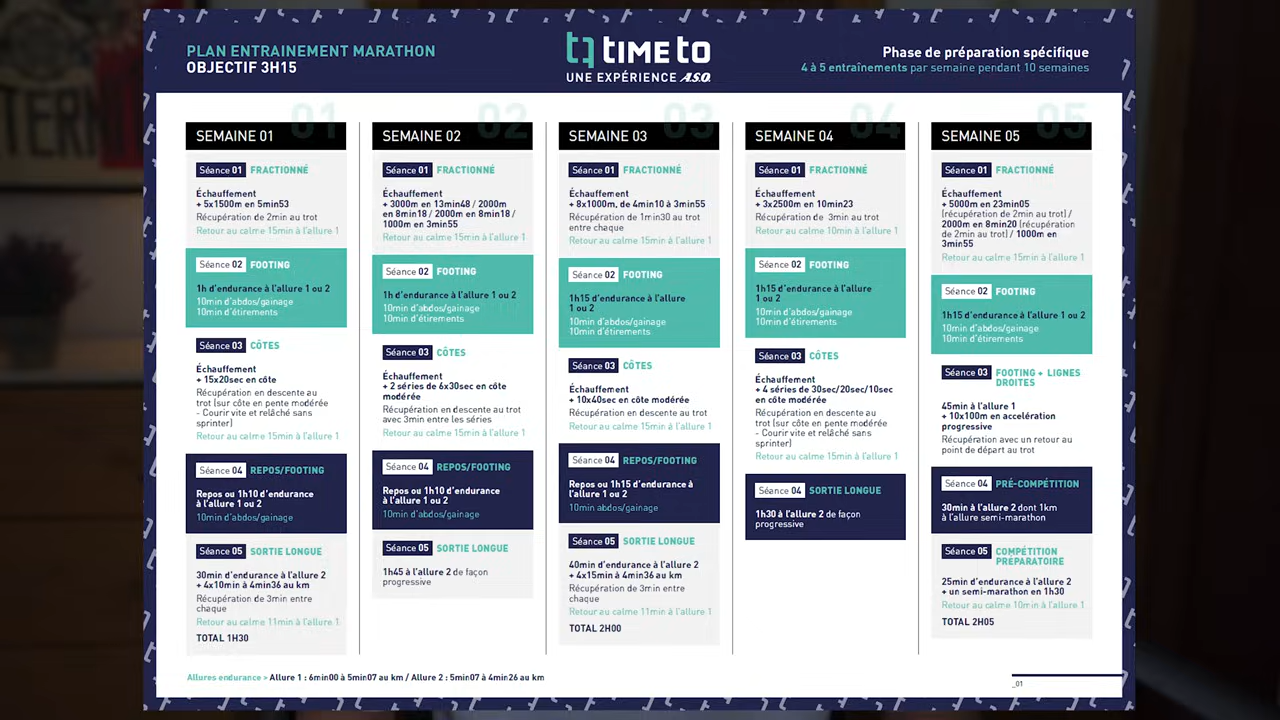 PLAN ENTRAINEMENT MARATHON
OBJECTIF 3H15
TIME TO
UNE EXPÉRIENCE A.S.O.
Phase de préparation spécifique
4 à 5 entraînements par semaine pendant 10 semaines
01
SEMAINE 01
Séance 01 FRACTIONNÉ
Échauffement
+ 5x1500m en 5min53
Récupération de 2min au trot
Retour au calme 15min à l'allure 1
Séance 02 FOOTING
1h d'endurance à l'allure 1 ou 2
10min d'abdos/gainage
10min d'étirements
Séance 03 CÔTES
Échauffement
+ 15x20sec en côte
Récupération en descente au
trot (sur côte en pente modérée
- Courir vite et relâché sans
sprinter)
Retour au calme 15min à l'allure 1
Séance 04 REPOS/FOOTING
Repos ou 1h10 d'endurance
à l'allure 1 ou 2
10min d'abdos/gainage
Séance 05 SORTIE LONGUE
30min d'endurance à l'allure 2
+ 4x10min à 4min36 au km
Récupération de 3min entre
chaque
Retour au calme 11min à l'allure 1
TOTAL 1H30
02
SEMAINE 02
Séance 01 FRACTIONNÉ
Échauffement
+ 3000m en 13min48 / 2000m
en 8min18 / 2000m en 8min18 /
1000m en 3min55
Retour au calme 15min à l'allure 1
Séance 02 FOOTING
1h d'endurance à l'allure 1 ou 2
10min d'abdos/gainage
10min d'étirements
Séance 03 CÔTES
Échauffement
+ 2 séries de 6x30sec en côte
modérée
Récupération en descente au trot
avec 3min entre les séries
Retour au calme 15min à l'allure 1
Séance 04 REPOS/FOOTING
Repos ou 1h10 d'endurance
à l'allure 1 ou 2
10min d'abdos/gainage
Séance 05 SORTIE LONGUE
1h45 à l'allure 2 de façon
progressive
03
SEMAINE 03
Séance 01 FRACTIONNÉ
Échauffement
+ 8x1000m, de 4min10 à 3min55
Récupération de 1min30 au trot
entre chaque
Retour au calme 15min à l'allure 1
Séance 02 FOOTING
1h15 d'endurance à l'allure
1 ou 2
10min d'abdos/gainage
10min d'étirements
Séance 03 CÔTES
Échauffement
+ 10x40sec en côte modérée
Récupération en descente au trot
Retour au calme 15min à l'allure 1
Séance 04 REPOS/FOOTING
Repos ou 1h15 d'endurance à
l'allure 1 ou 2
10min abdos/gainage
Séance 05 SORTIE LONGUE
40min d'endurance à l'allure 2
+ 4x15min à 4min36 au km
Récupération de 3min entre
chaque
Retour au calme 11min à l'allure 1
TOTAL 2H00
04
SEMAINE 04
Séance 01 FRACTIONNÉ
Échauffement
+ 3x2500m en 10min23
Récupération de 3min au trot
Retour au calme 10min à l'allure 1
Séance 02 FOOTING
1h15 d'endurance à l'allure
1 ou 2
10min d'abdos/gainage
10min d'étirements
Séance 03 CÔTES
Échauffement
+ 4 séries de 30sec/20sec/10sec
en côte modérée
Récupération en descente au
trot (sur côte en pente modérée
- Courir vite et relâché sans
sprinter)
Retour au calme 15min à l'allure 1
Séance 04 SORTIE LONGUE
1h30 à l'allure 2 de façon
progressive
05
SEMAINE 05
Séance 01 FRACTIONNÉ
Échauffement
+ 5000m en 23min05
(récupération de 2min au trot) /
2000m en 8min20 (récupération
de 2min au trot) / 1000m en
3min55
Retour au calme 15min à l'allure 1
Séance 02 FOOTING
1h15 d'endurance à l'allure 1 ou 2
10min d'abdos/gainage
10min d'étirements
Séance 03 FOOTING + LIGNES
DROITES
45min à l'allure 1
+ 10x100m en accelération
progressive
Récupération avec un retour au
point de départ au trot
Séance 04 PRÉ-COMPÉTITION
30min à l'allure 2 dont 1km
à l'allure semi-marathon
Séance 05 COMPÉTITION
PRÉPARATOIRE
25min d'endurance à l'allure 2
+ un semi-marathon en 1h30
Retour au calme 10min à l'allure 1
TOTAL 2H05
Allures endurance > Allure 1 : 6min00 à 5min07 au km / Allure 2 : 5min07 à 4min26 au km
_01